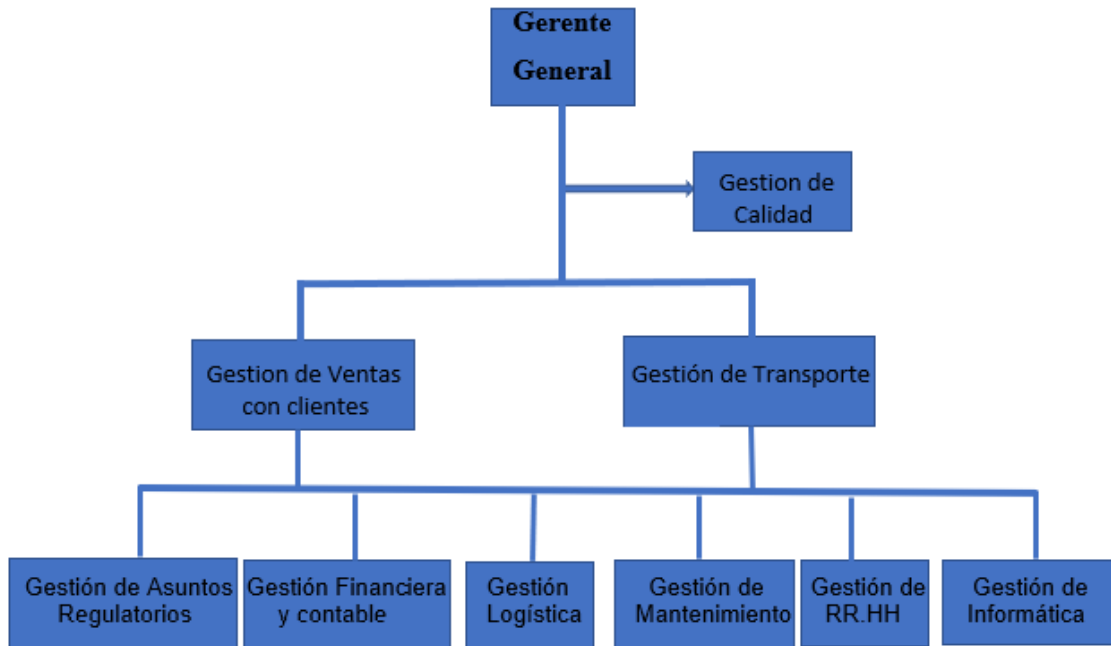 Gerente
General
Gestion de
Calidad
Gestion de Ventas
con clientes
Gestión de Transporte
Gestión de Asuntos
Regulatorios
Gestión Financiera
y contable
Gestión
Logística
Gestión de
Mantenimiento
Gestión de
RR.HH
Gestión de
Informática